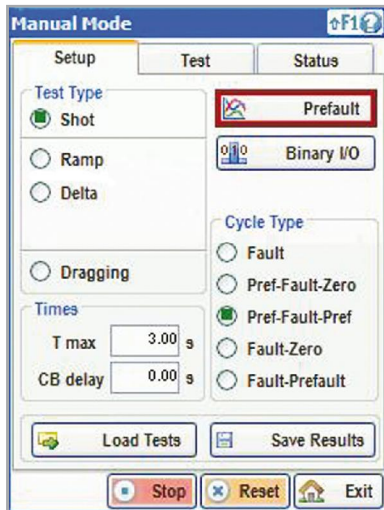 Manual Mode
F1
Setup
Test
Status
Test Type
Shot
Ramp
Delta
Dragging
Times
T max 3.00 s
CB delay 0.00 s
Prefault
Binary I/O
Cycle Type
Fault
Pref-Fault-Zero
Pref-Fault-Pref
Fault-Zero
Fault-Prefault
Load Tests
Save Results
Stop
Reset
Exit